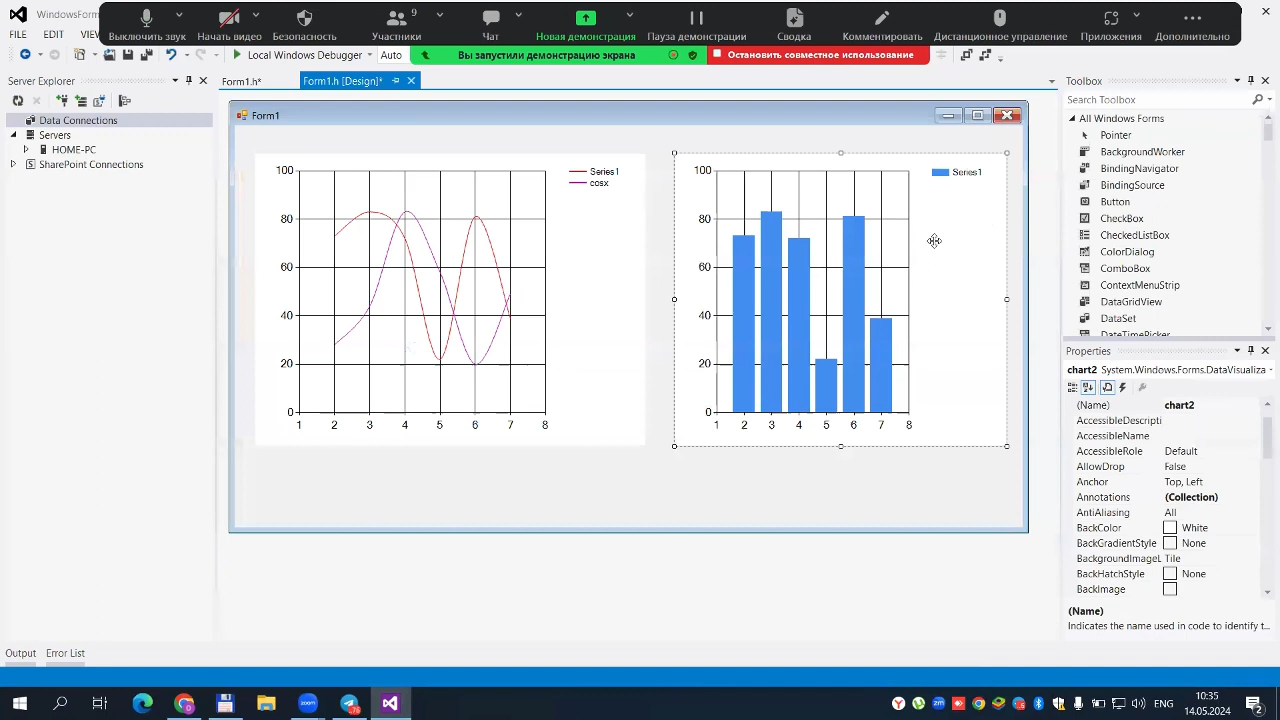 WindowsForm
9
Выключить звук
Начать видео
Безопасность
Участники
Чат
Новая демонстрация
Пауза демонстрации
Сводка
Комментировать
Дистанционное управление
Приложения
Дополнительно
FILE EDIT
Local Windows Debugger
Auto
Вы запустили демонстрацию экрана
Остановить совместное использование
Server Explorer
Form1.h*
Form1.h [Design]*
Toolbox
Search Toolbox
Data Connections
Servers
HOME-PC
SharePoint Connections
Form1
100
80
60
40
20
0
1 2 3 4 5 6 7 8
Series1
cosx
100
80
60
40
20
0
1 2 3 4 5 6 7 8
Series1
All Windows Forms
Pointer
BackgroundWorker
BindingNavigator
BindingSource
Button
CheckBox
CheckedListBox
ColorDialog
ComboBox
ContextMenuStrip
DataGridView
DataSet
DateTimePicker
Properties
chart2 System.Windows.Forms.DataVisualiza
(Name) chart2
AccessibleDescripti
AccessibleName
AccessibleRole Default
AllowDrop False
Anchor Top, Left
Annotations (Collection)
AntiAliasing All
BackColor White
BackGradientStyle None
BackgroundImageL Tile
BackHatchStyle None
BackImage
(Name)
Indicates the name used in code to identify t...
Output Error List
ENG
10:35
14.05.2024
2